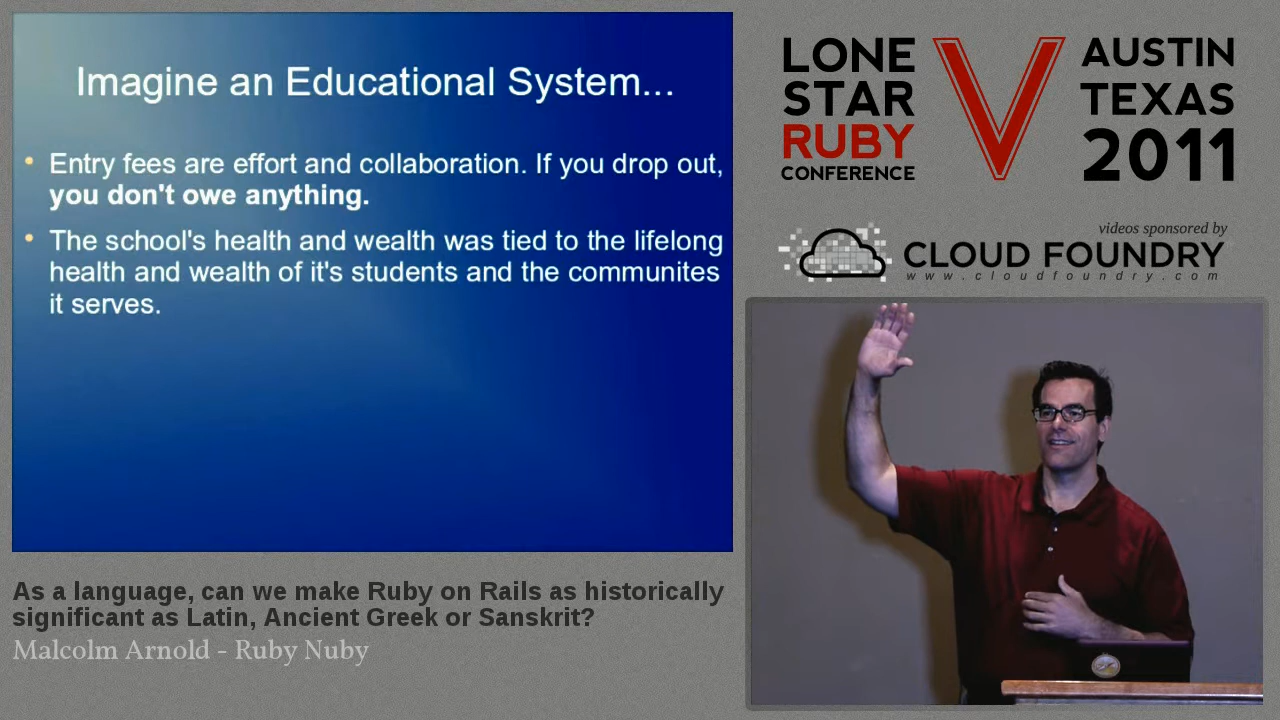 Imagine an Educational System...
Entry fees are effort and collaboration. If you drop out,
you don't owe anything.
The school's health and wealth was tied to the lifelong
health and wealth of it's students and the communites
it serves.
As a language, can we make Ruby on Rails as historically
significant as Latin, Ancient Greek or Sanskrit?
Malcolm Arnold - Ruby Nuby
LONE
STAR
RUBY
CONFERENCE
V
AUSTIN
TEXAS
2011
videos sponsored by
CLOUD FOUNDRY
www.cloudfoundry.com